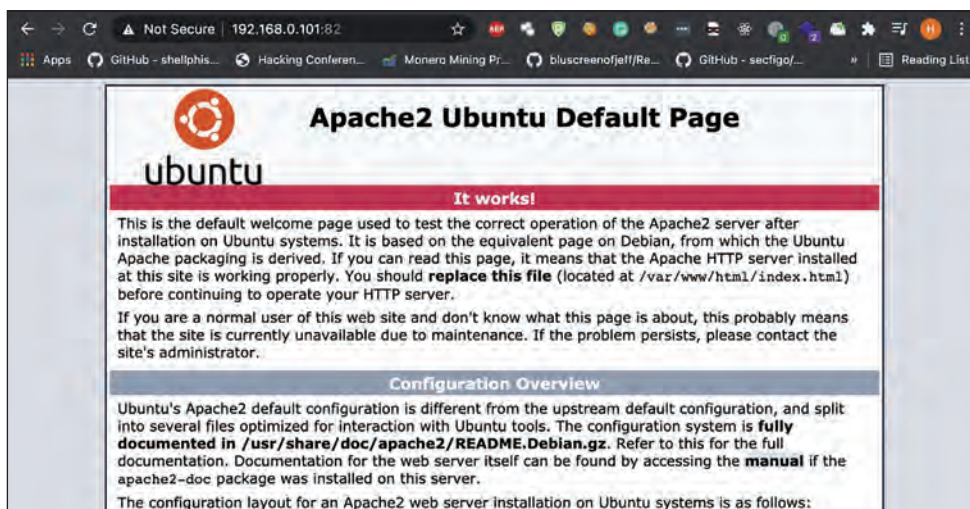 Not Secure 192.168.0.101:82
ABP
H
Apps GitHub - shellphis... Hacking Conferen... Monero Mining Pr... bluscreenofjeff/Re... GitHub - secfigo/... » Reading List
Apache2 Ubuntu Default Page
ubuntu
It works!
This is the default welcome page used to test the correct operation of the Apache2 server after
installation on Ubuntu systems. It is based on the equivalent page on Debian, from which the Ubuntu
Apache packaging is derived. If you can read this page, it means that the Apache HTTP server installed
at this site is working properly. You should replace this file (located at /var/www/html/index.html)
before continuing to operate your HTTP server.
If you are a normal user of this web site and don't know what this page is about, this probably means
that the site is currently unavailable due to maintenance. If the problem persists, please contact the
site's administrator.
Configuration Overview
Ubuntu's Apache2 default configuration is different from the upstream default configuration, and split
into several files optimized for interaction with Ubuntu tools. The configuration system is fully
documented in /usr/share/doc/apache2/README.Debian.gz. Refer to this for the full
documentation. Documentation for the web server itself can be found by accessing the manual if the
apache2-doc package was installed on this server.
The configuration layout for an Apache2 web server installation on Ubuntu systems is as follows: